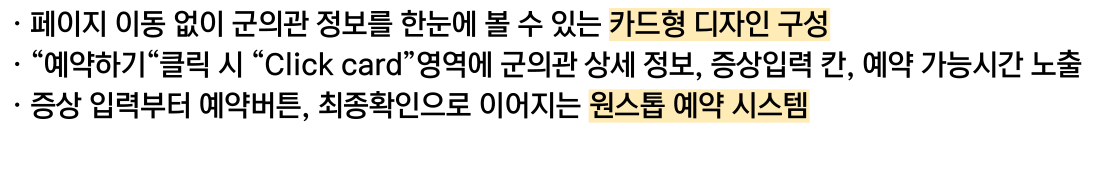 · 페이지 이동 없이 군의관 정보를 한눈에 볼 수 있는 카드형 디자인 구성
· “예약하기“클릭 시 “Click card”영역에 군의관 상세 정보, 증상입력 칸, 예약 가능시간 노출
· 증상 입력부터 예약버튼, 최종확인으로 이어지는 원스톱 예약 시스템